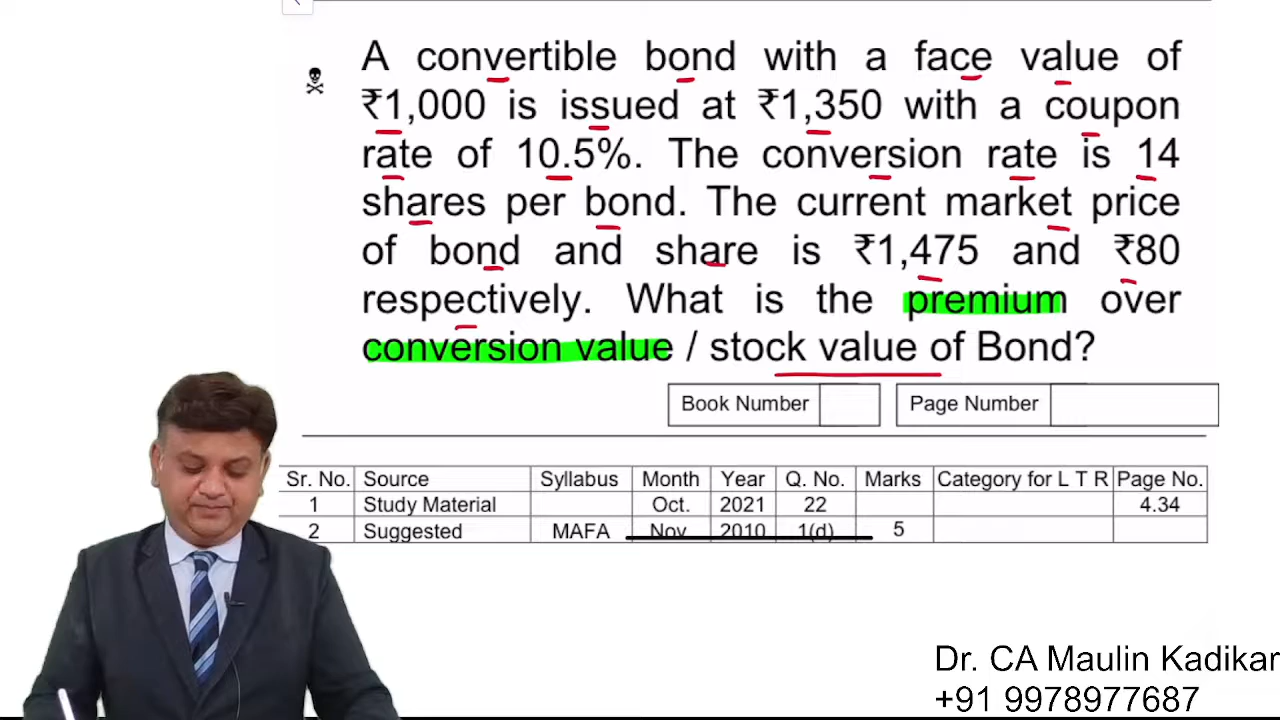 A convertible bond with a face value of
₹1,000 is issued at ₹1,350 with a coupon
rate of 10.5%. The conversion rate is 14
shares per bond. The current market price
of bond and share is ₹1,475 and ₹80
respectively. What is the premium over
conversion value / stock value of Bond?
Book Number
Page Number
Sr. No. Source Syllabus Month Year Q. No. Marks Category for L T R Page No.
1 Study Material Oct. 2021 22 4.34
2 Suggested MAFA Nov 2010 1(d) 5
Dr. CA Maulin Kadikar
+91 9978977687